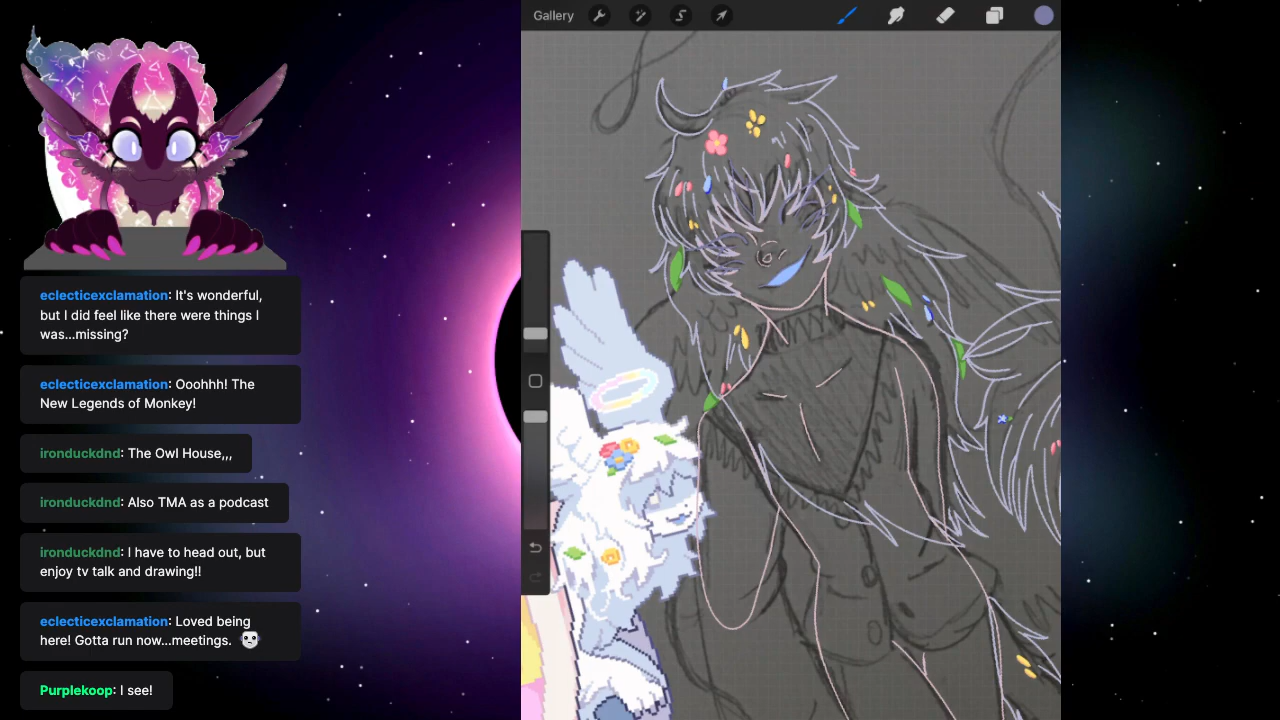 Gallery
eclecticexclamation: It's wonderful,
but I did feel like there were things I
was...missing?
eclecticexclamation: Ooohhh! The
New Legends of Monkey!
ironduckdnd: The Owl House,,,
ironduckdnd: Also TMA as a podcast
ironduckdnd: I have to head out, but
enjoy tv talk and drawing!!
eclecticexclamation: Loved being
here! Gotta run now...meetings.
Purplekoop: I see!